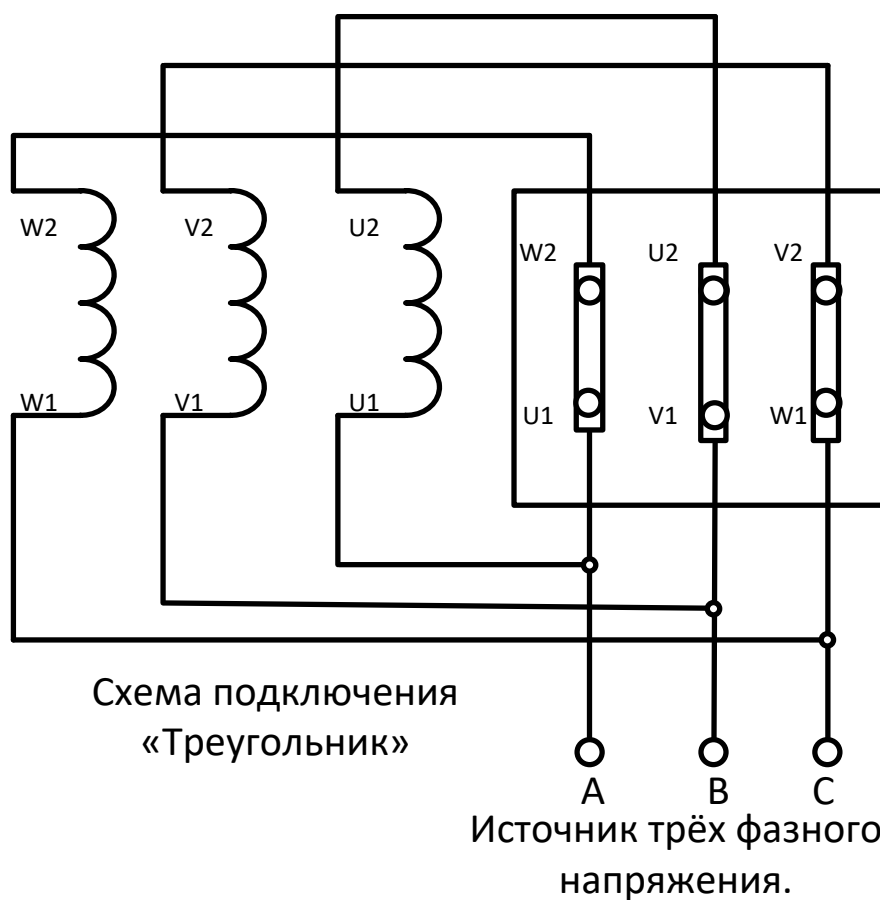 W2
V2
U2
W2
U2
V2
W1
V1
U1
U1
V1
W1
Схема подключения
«Треугольник»
A
B
C
Источник трёх фазного
напряжения.